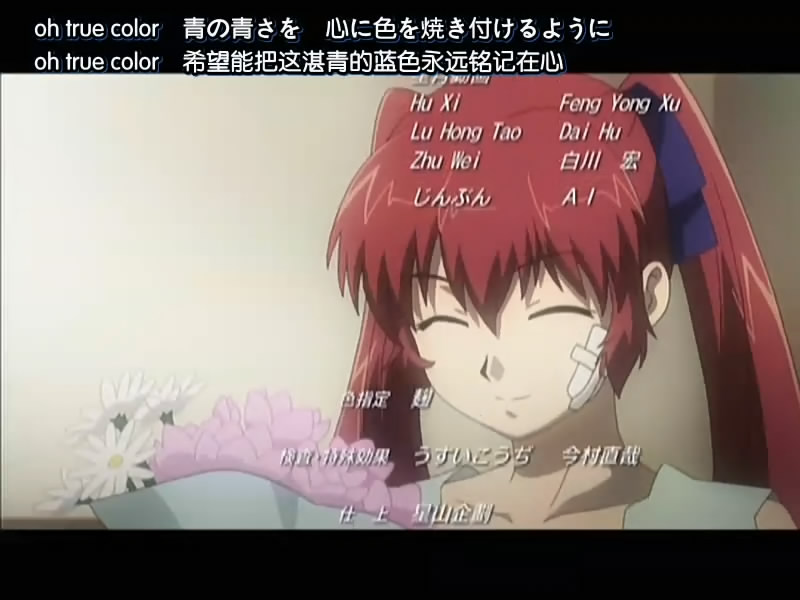 oh true color 青の青さを 心に色を焼き付けるように
oh true color 希望能把这湛青的蓝色永远铭记在心
Hu Xi Feng Yong Xu
Lu Hong Tao Dai Hu
Zhu Wei 白川 宏
じんぷん A I
色指定
検査・特殊効果 うすいこうぢ 今村直哉
仕 上 星山企劃